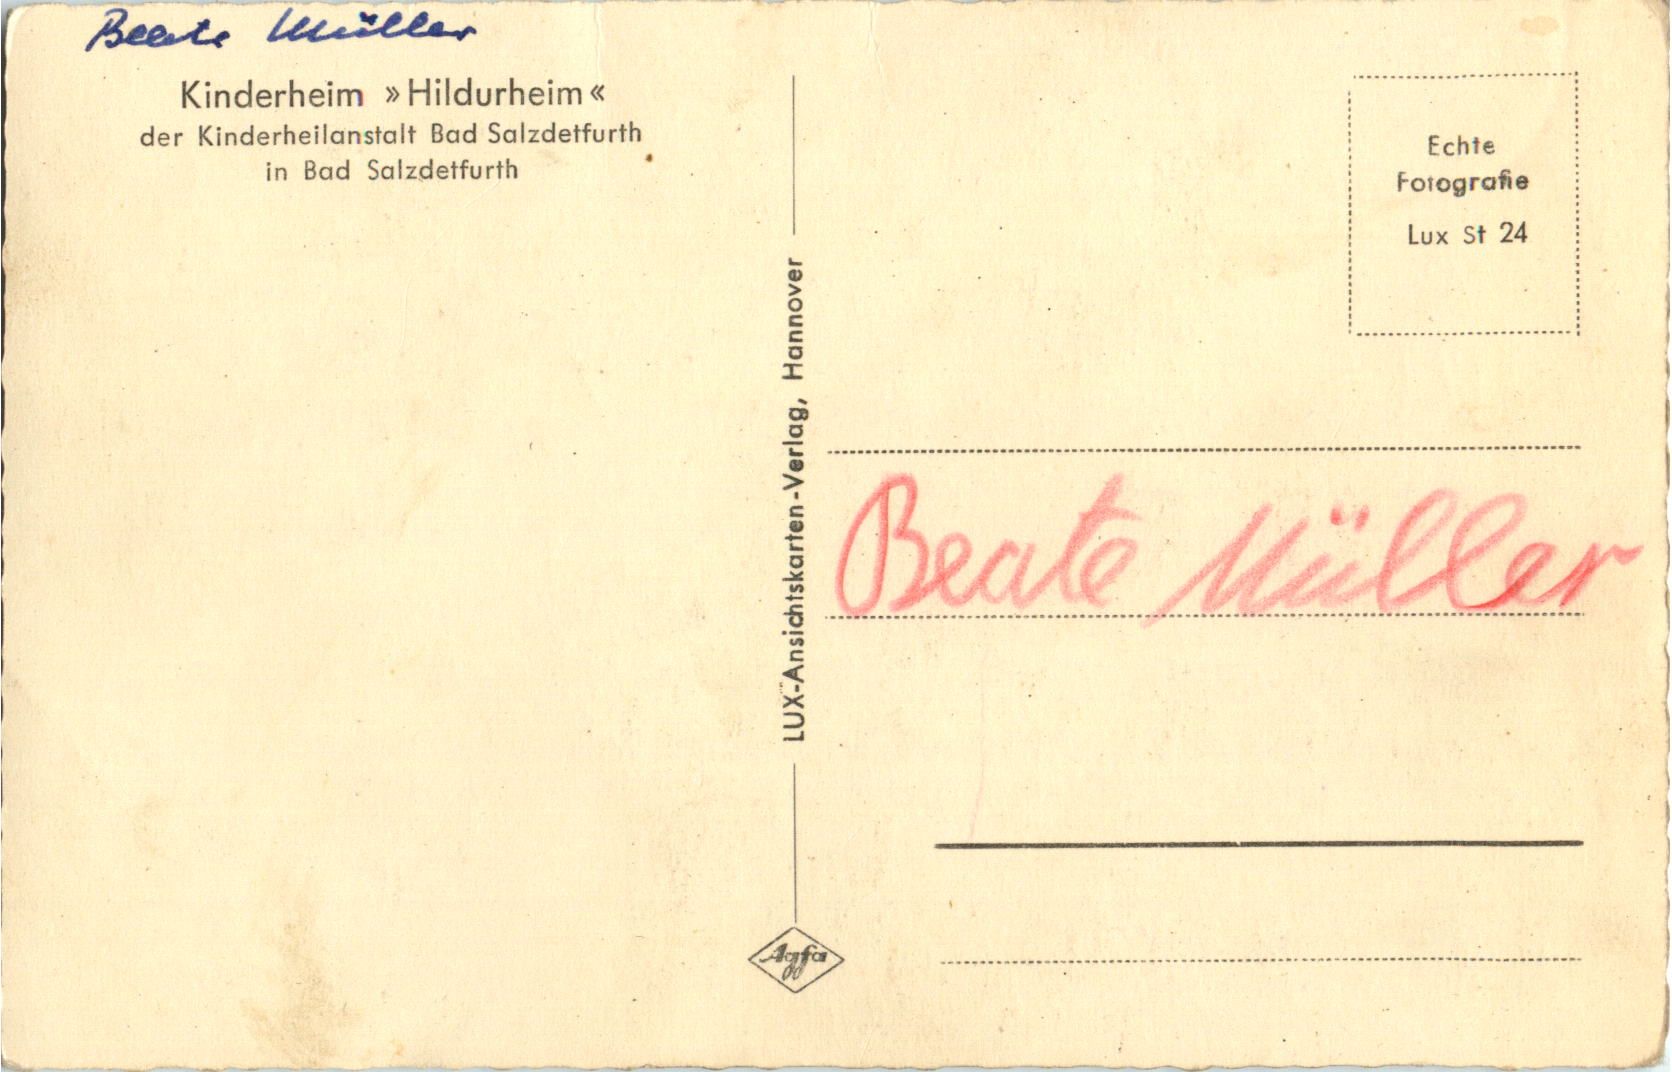 Beate Müller
Kinderheim »Hildurheim«
der Kinderheilanstalt Bad Salzdetfurth
in Bad Salzdetfurth
LUX-Ansichtskarten-Verlag, Hannover
Agfa
Echte
Fotografie
Lux St 24
Beate Müller